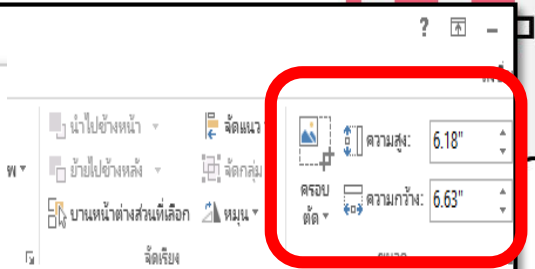 ?
นำไปข้างหน้า
จัดแนว
ความสูง: 6.18"
ย้ายไปข้างหลัง
จัดกลุ่ม
ครอบตัด
ความกว้าง: 6.63"
บานหน้าต่างส่วนที่เลือก
หมุน
จัดเรียง